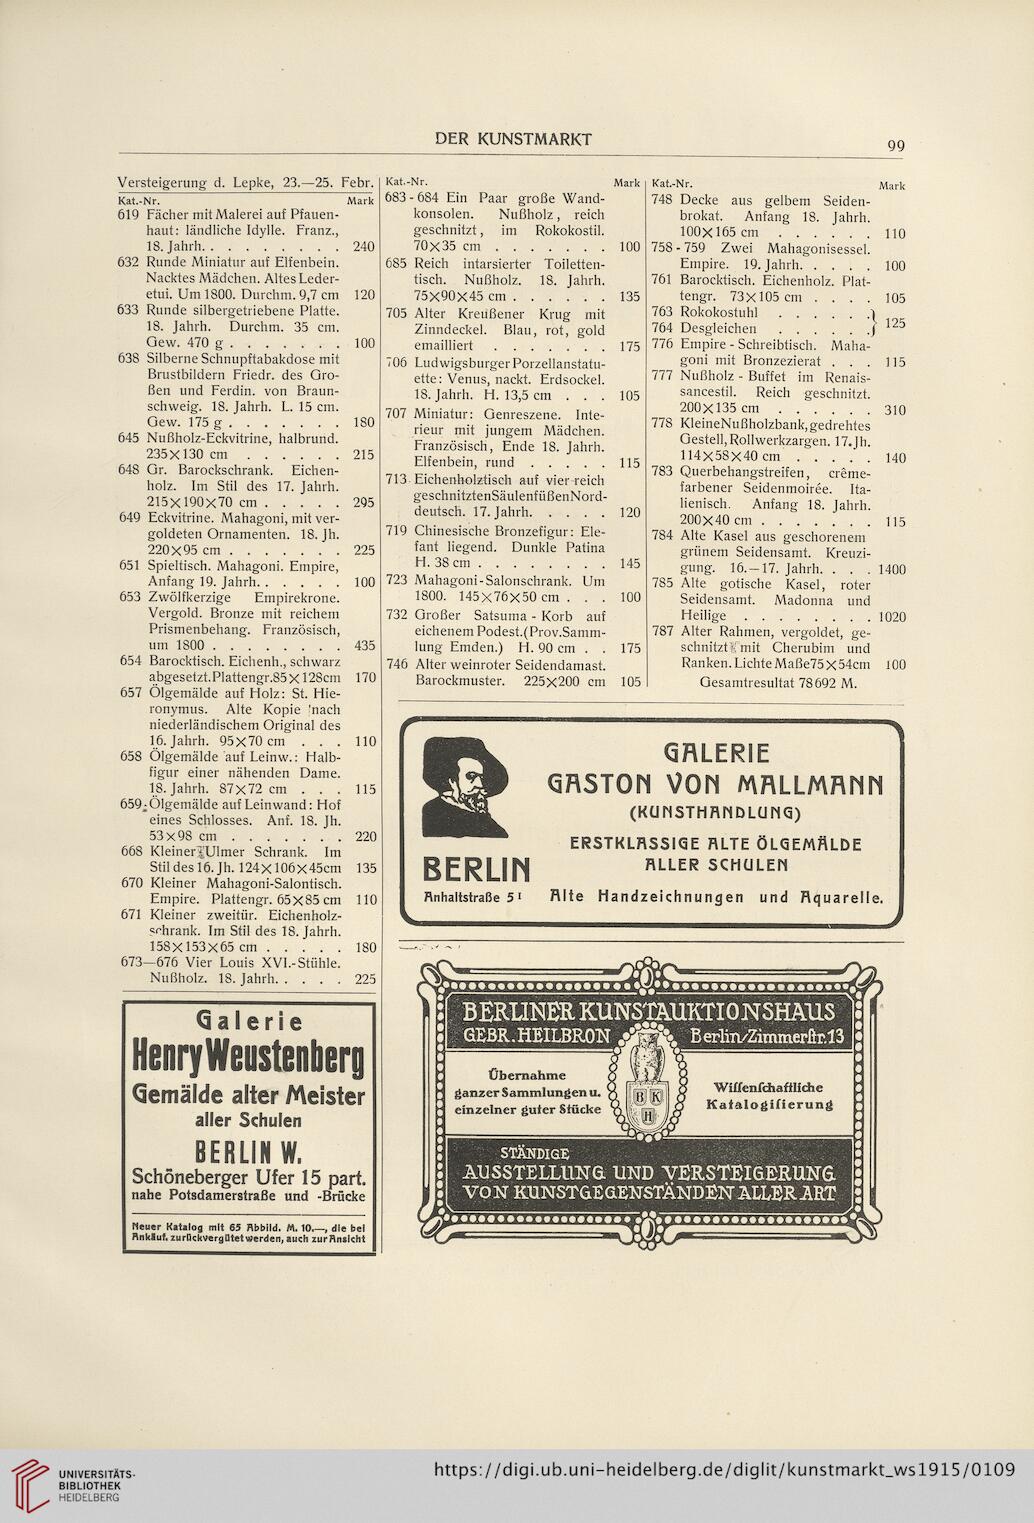 DER KUNSTMARKT
99
Versteigerung d. Lepke, 23.—25. Febr.
Kat.-Nr. Mark
619 Fächer mit Malerei auf Pfauen-
haut: ländliche Idylle. Franz.,
18. Jahrh. . . . . . . . . 240
632 Runde Miniatur auf Elfenbein.
Nacktes Mädchen. Altes Leder-
etui. Um 1800. Durchm. 9,7 cm 120
633 Runde silbergetriebene Platte.
18. Jahrh. Durchm. 35 cm.
Gew. 470 g . . . . . . . 100
638 Silberne Schnupftabakdose mit
Brustbildern Friedr. des Gro-
ßen und Ferdin. von Braun-
schweig. 18. Jahrh. L. 15 cm.
Gew. 175 g . . . . . . . 180
645 Nußholz-Eckvitrine, halbrund.
235×130 cm . . . . . . 215
648 Gr. Barockschrank. Eichen-
holz. Im Stil des 17. Jahrh.
215×190×70 cm . . . . . 295
649 Eckvitrine. Mahagoni, mit ver-
goldeten Ornamenten. 18. Jh.
220×95 cm . . . . . . . 225
651 Spieltisch. Mahagoni. Empire,
Anfang 19. Jahrh. . . . . . 100
653 Zwölfkerzige Empirekrone.
Vergold. Bronze mit reichem
Prismenbehang. Französisch,
um 1800 . . . . . . . . 435
654 Barocktisch. Eichenh., schwarz
abgesetzt. Plattengr. 85×128cm 170
657 Ölgemälde auf Holz: St. Hie-
ronymus. Alte Kopie nach
niederländischem Original des
16. Jahrh. 95×70 cm . . . 110
658 Ölgemälde auf Leinw.: Halb-
figur einer nähenden Dame.
18. Jahrh. 87×72 cm . . . 115
659 Ölgemälde auf Leinwand: Hof
eines Schlosses. Anf. 18. Jh.
53×98 cm . . . . . . . 220
668 Kleiner Ulmer Schrank. Im
Stil des 16. Jh. 124×106×45cm 135
670 Kleiner Mahagoni-Salontisch.
Empire. Plattengr. 65×85 cm 110
671 Kleiner zweitür. Eichenholz-
schrank. Im Stil des 18. Jahrh.
158×153×65 cm . . . . . 180
673—676 Vier Louis XVI.-Stühle.
Nußholz. 18. Jahrh. . . . . 225
Galerie
Henry Weustenberg
Gemälde alter Meister
aller Schulen
BERLIN W.
Schöneberger Ufer 15 part.
nahe Potsdamerstraße und -Brücke
Neuer Katalog mit 65 Abbild. M. 10.—, die bei
Ankauf. zurückvergütet werden, auch zur Ansicht
Kat.-Nr. Mark
683-684 Ein Paar große Wand-
konsolen. Nußholz, reich
geschnitzt, im Rokokostil.
70×35 cm . . . . . . . 100
685 Reich intarsierter Toiletten-
tisch. Nußholz. 18. Jahrh.
75×90×45 cm . . . . . . 135
705 Alter Kreußener Krug mit
Zinndeckel. Blau, rot, gold
emailliert . . . . . . . 175
706 Ludwigsburger Porzellanstatu-
ette: Venus, nackt. Erdsockel.
18. Jahrh. H. 13,5 cm . . . 105
707 Miniatur: Genreszene. Inte-
rieur mit jungem Mädchen.
Französisch, Ende 18. Jahrh.
Elfenbein, rund . . . . . 115
713 Eichenholztisch auf vier reich
geschnitzten Säulenfüßen Nord-
deutsch. 17. Jahrh. . . . . 120
719 Chinesische Bronzefigur: Ele-
fant liegend. Dunkle Patina
H. 38 cm . . . . . . . . 145
723 Mahagoni-Salonschrank. Um
1800. 145×76×50 cm . . . 100
732 Großer Satsuma-Korb auf
eichenem Podest. (Prov. Samm-
lung Emden.) H. 90 cm . . 175
746 Alter weinroter Seidendamast.
Barockmuster. 225×200 cm 105
Kat.-Nr. Mark
748 Decke aus gelbem Seiden-
brokat. Anfang 18. Jahrh.
100×165 cm . . . . . . 110
758-759 Zwei Mahagonisessel.
Empire. 19. Jahrh. . . . . 100
761 Barocktisch. Eichenholz. Plat-
tengr. 73×105 cm . . . . 105
763 Rokokostuhl . . . . . . }
764 Desgleichen . . . . . . } 125
776 Empire-Schreibtisch. Maha-
goni mit Bronzezierat . . . 115
777 Nußholz-Buffet im Renais-
sancestil. Reich geschnitzt.
200×135 cm . . . . . . 310
778 Kleine Nußholzbank, gedrehtes
Gestell, Rollwerkzargen. 17. Jh.
114×58×40 cm . . . . . 140
783 Querbehangstreifen, crême-
farbener Seidenmoirée. Ita-
lienisch. Anfang 18. Jahrh.
200×40 cm . . . . . . . 115
784 Alte Kasel aus geschorenem
grünem Seidensamt. Kreuzi-
gung. 16.—17. Jahrh. . . . 1400
785 Alte gotische Kasel, roter
Seidensamt. Madonna und
Heilige . . . . . . . . 1020
787 Alter Rahmen, vergoldet, ge-
schnitzt mit Cherubim und
Ranken. Lichte Maße 75×54cm 100
Gesamtresultat 78692 M.
GALERIE
GASTON VON MALLMANN
(KUNSTHANDLUNG)
ERSTKLASSIGE ALTE ÖLGEMÄLDE
ALLER SCHULEN
BERLIN
Anhaltstraße 5 I Alte Handzeichnungen und Aquarelle.
BERLINER KUNSTAUKTIONSHAUS
GEBR. HEILBRON Berlin/Zimmerstr. 13
Übernahme
ganzer Sammlungen u.
einzelner guter Stücke
B K
H
Wissenschaftliche
Katalogisierung
STÄNDIGE
AUSSTELLUNG UND VERSTEIGERUNG
VON KUNSTGEGENSTÄNDEN ALLER ART
UNIVERSITÄTS-
BIBLIOTHEK
HEIDELBERG
https://digi.ub.uni-heidelberg.de/diglit/kunstmarkt_ws1915/0109